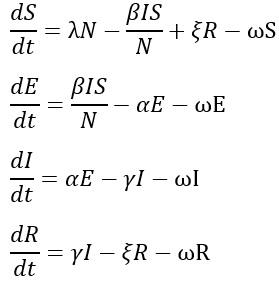 dS/dt = λN − βIS/N + ξR − ωS
dE/dt = βIS/N − αE − ωE
dI/dt = αE − γI − ωI
dR/dt = γI − ξR − ωR